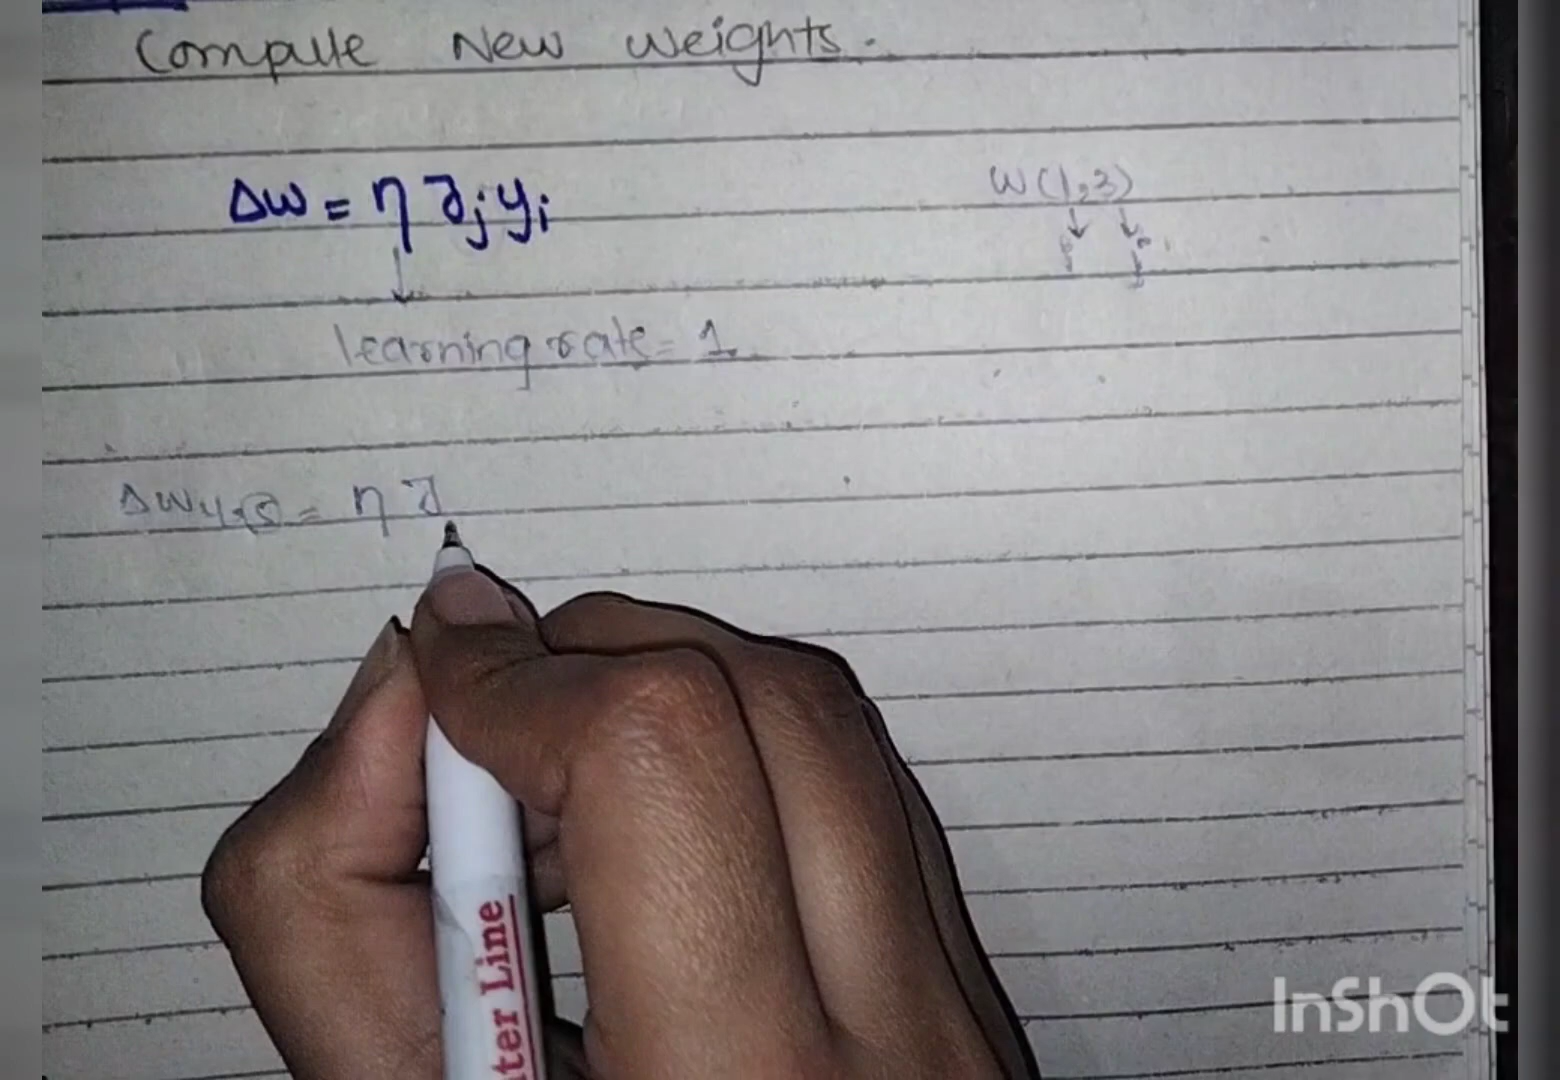 Compute New Weights.
Δw = η δj yi
W(1,3)
learning rate = 1
Δw4,5 = η δ
ter Line
InShOt